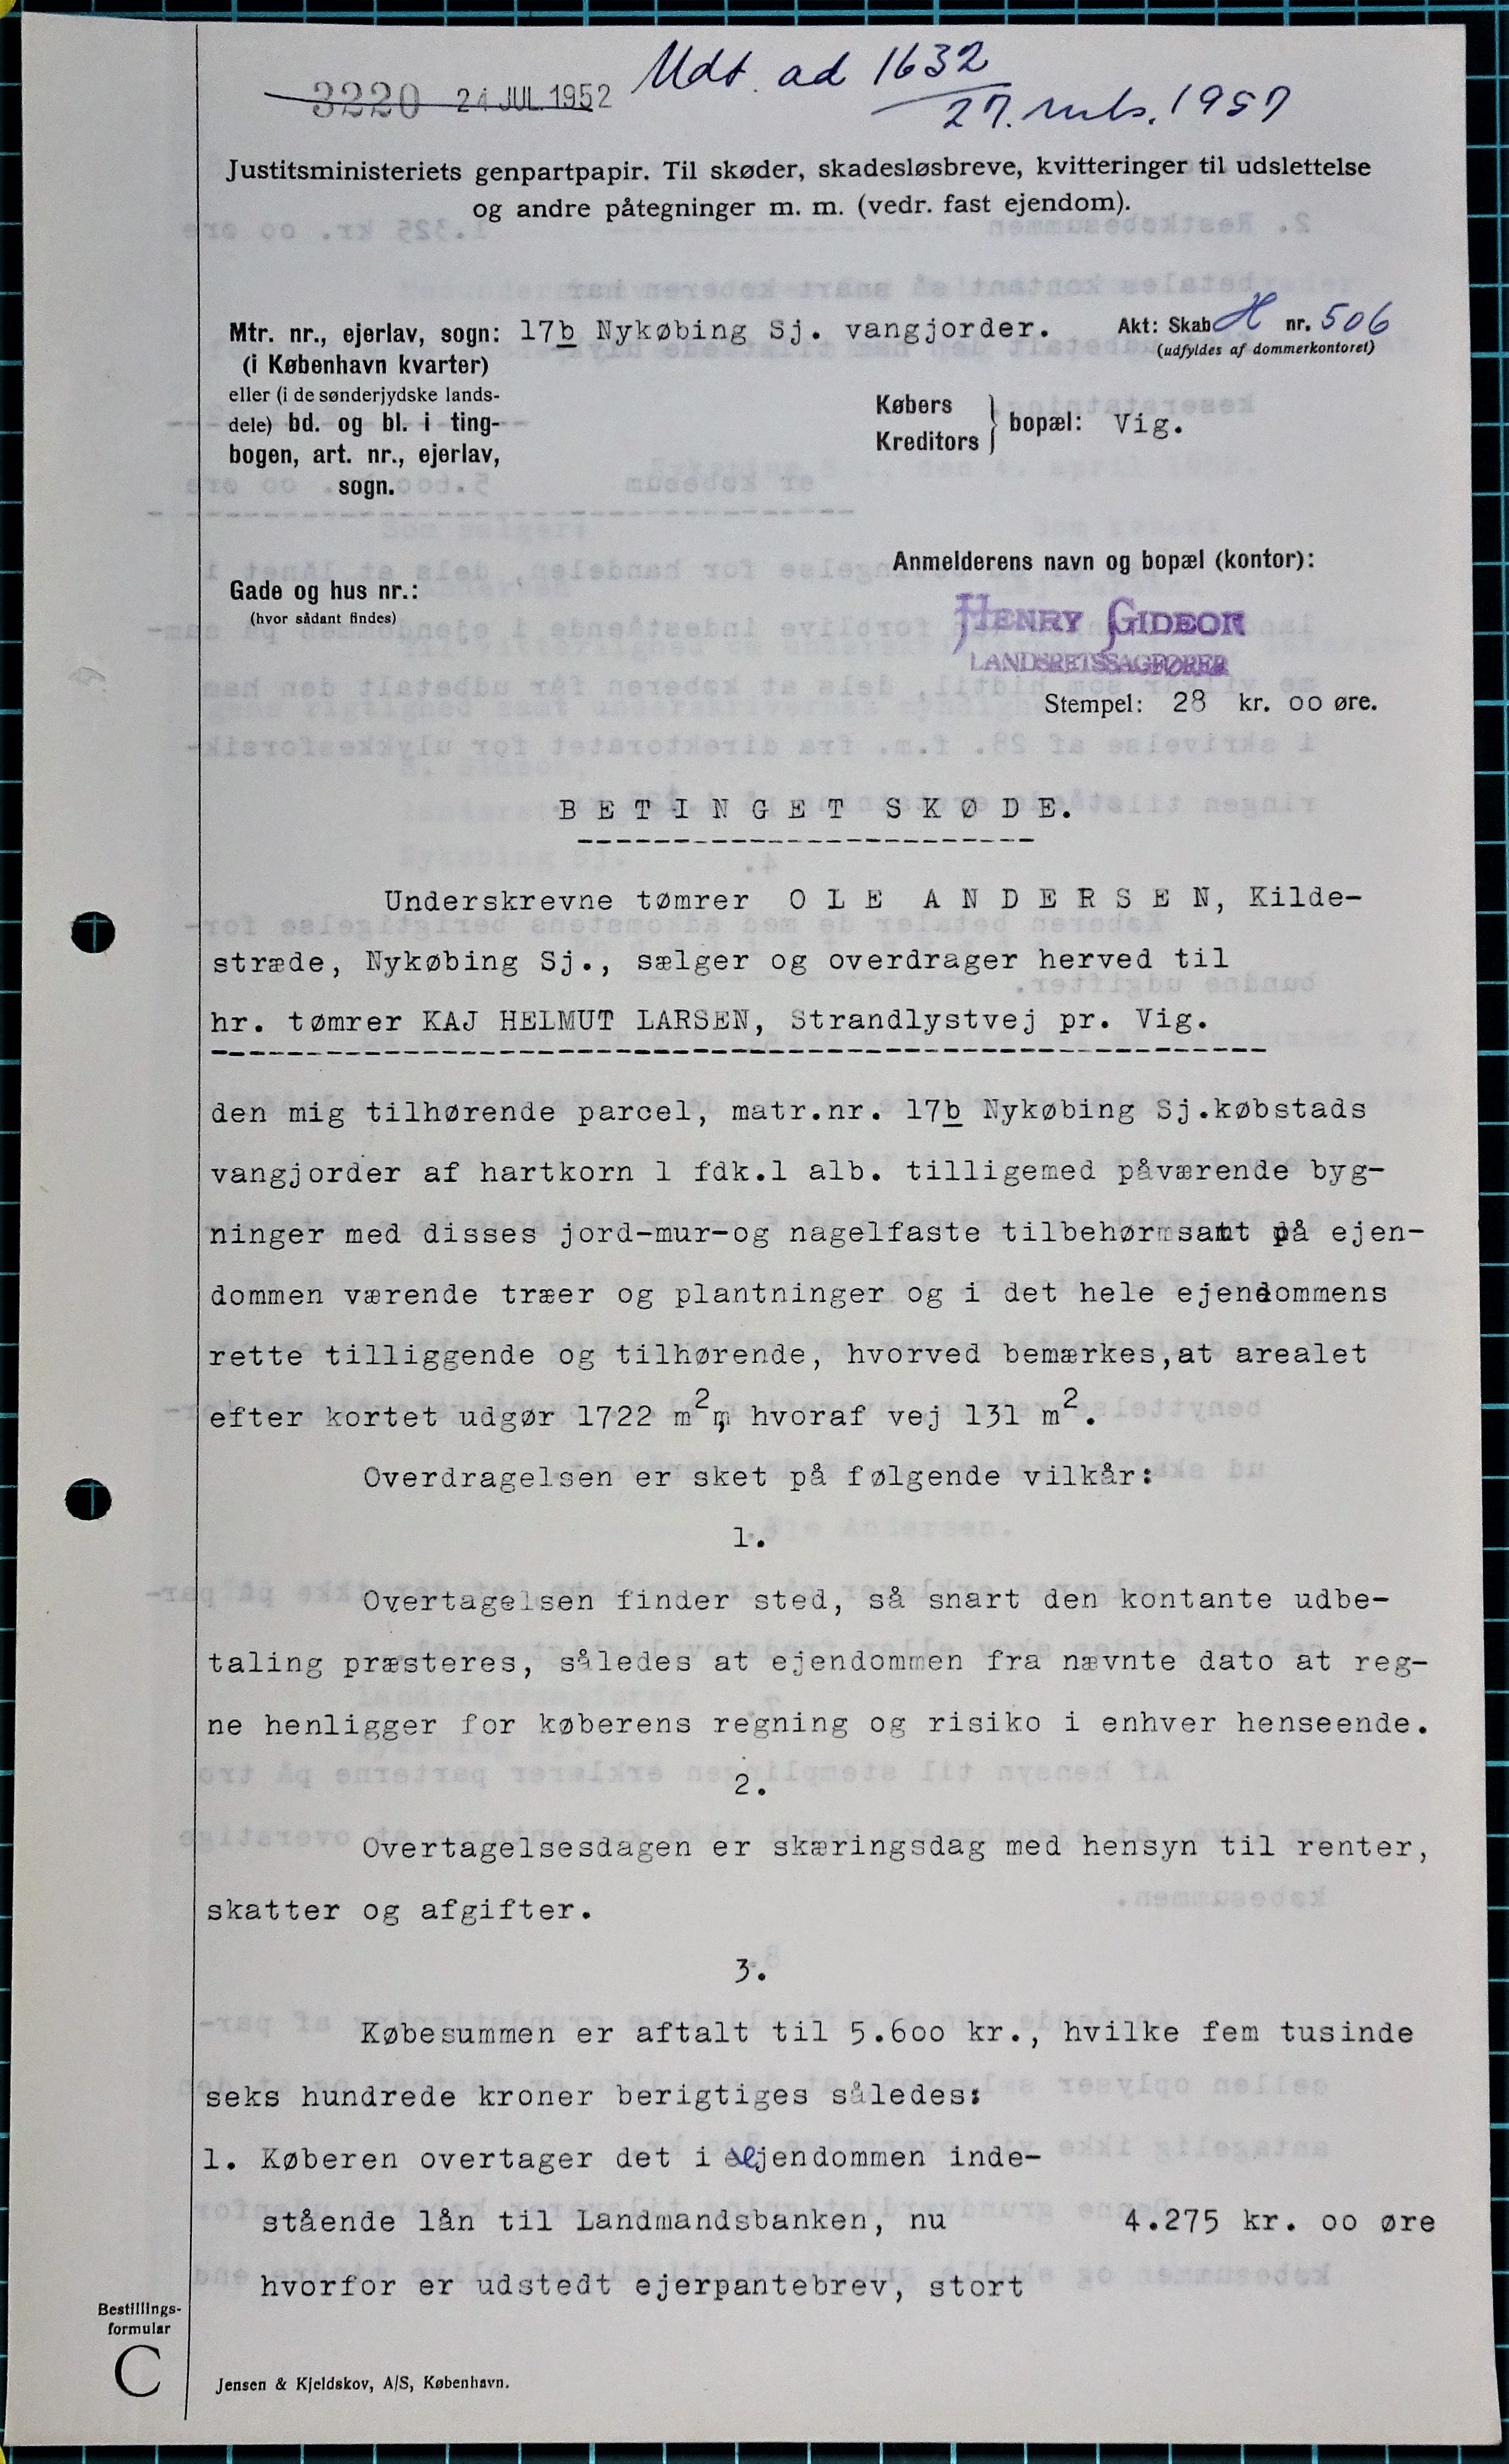 3220 24 JUL. 1952
Udt. ad 1632
27. 1957
Justitsministeriets genpartpapir. Til skøder, skadesløsbreve, kvitteringer til udslettelse
og andre påtegninger m. m. (vedr. fast ejendom).
Mtr. nr., ejerlav, sogn: 17b Nykøbing Sj. vangjorder.
(i København kvarter)
eller (i de sønderjydske lands-
dele) bd. og bl. i ting-
bogen, art. nr., ejerlav,
sogn.
Akt: Skab H nr. 506
(udfyldes af dommerkontoret)
Købers
Kreditors } bopæl: Vig.
Gade og hus nr.:
(hvor sådant findes)
Anmelderens navn og bopæl (kontor):
HENRY GIDEON
LANDSRETSSAGFØRER
Stempel: 28 kr. oo øre.
B E T I N G E T S K Ø D E.
Underskrevne tømrer O L E A N D E R S E N, Kilde-
stræde, Nykøbing Sj., sælger og overdrager herved til
hr. tømrer KAJ HELMUT LARSEN, Strandlystvej pr. Vig.
den mig tilhørende parcel, matr.nr. 17b Nykøbing Sj.købstads
vangjorder af hartkorn 1 fdk.1 alb. tilligemed påværende byg-
ninger med disses jord-mur-og nagelfaste tilbehør samt på ejen-
dommen værende træer og plantninger og i det hele ejendommens
rette tilliggende og tilhørende, hvorved bemærkes,at arealet
efter kortet udgør 1722 m², hvoraf vej 131 m².
Overdragelsen er sket på følgende vilkår:
1.
Overtagelsen finder sted, så snart den kontante udbe-
taling præsteres, således at ejendommen fra nævnte dato at reg-
ne henligger for køberens regning og risiko i enhver henseende.
2.
Overtagelsesdagen er skæringsdag med hensyn til renter,
skatter og afgifter.
3.
Købesummen er aftalt til 5.600 kr., hvilke fem tusinde
seks hundrede kroner berigtiges således:
1. Køberen overtager det i ejendommen inde-
stående lån til Landmandsbanken, nu 4.275 kr. oo øre
hvorfor er udstedt ejerpantebrev, stort
Bestillings-
formular
C
Jensen & Kjeldskov, A/S, København.